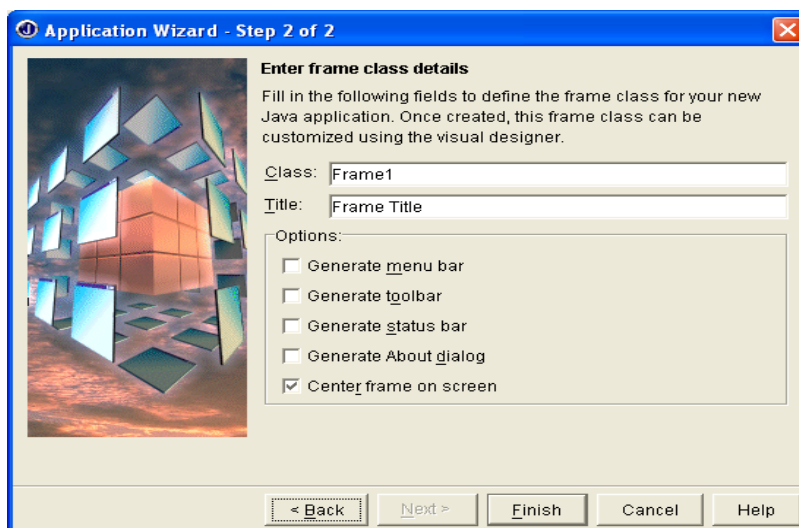 Application Wizard - Step 2 of 2
Enter frame class details
Fill in the following fields to define the frame class for your new
Java application. Once created, this frame class can be
customized using the visual designer.
Class: Frame1
Title: Frame Title
Options:
Generate menu bar
Generate toolbar
Generate status bar
Generate About dialog
Center frame on screen
< Back Next > Finish Cancel Help